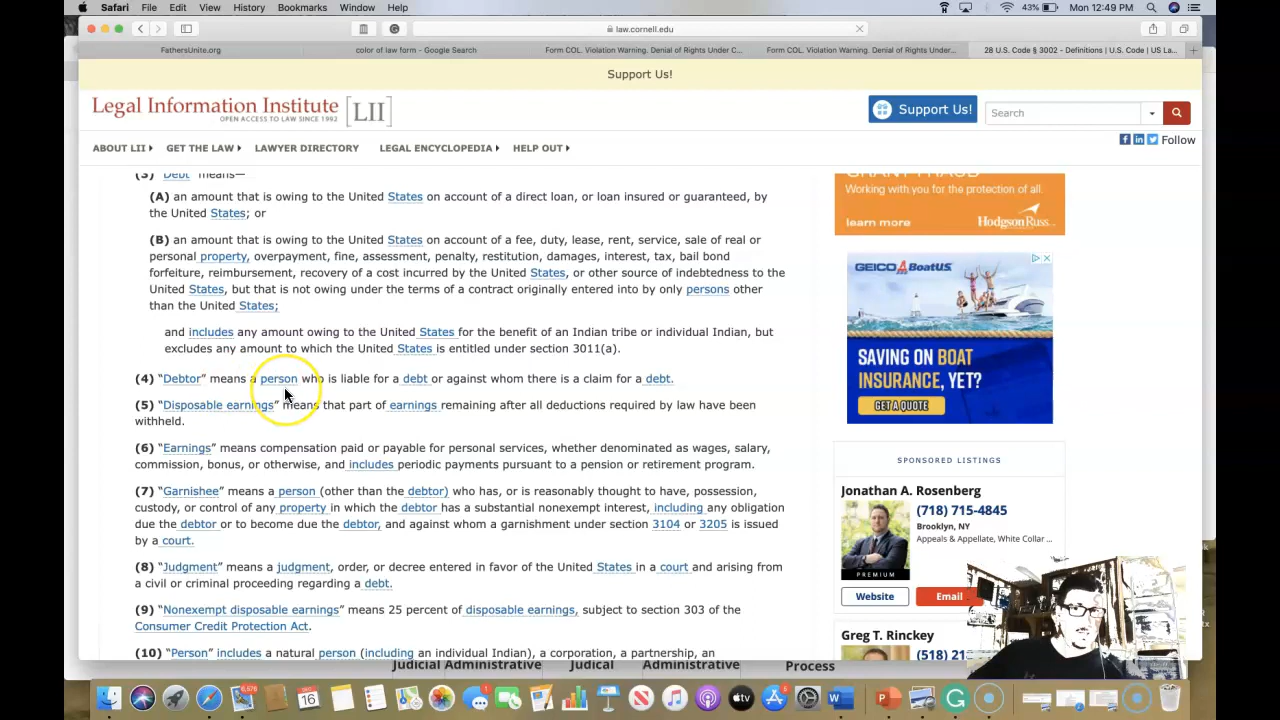 Safari File Edit View History Bookmarks Window Help 43% Mon 12:49 PM
law.cornell.edu
FathersUnite.org color of law form - Google Search Form COL. Violation Warning. Denial of Rights Under C... Form COL. Violation Warning. Denial of Rights Under... 28 U.S. Code § 3002 - Definitions | U.S. Code | US La...
Support Us!
Legal Information Institute [LII]
OPEN ACCESS TO LAW SINCE 1992
Support Us!
Search
ABOUT LII GET THE LAW LAWYER DIRECTORY LEGAL ENCYCLOPEDIA HELP OUT
Follow
(3) “Debt” means—
(A) an amount that is owing to the United States on account of a direct loan, or loan insured or guaranteed, by
the United States; or
(B) an amount that is owing to the United States on account of a fee, duty, lease, rent, service, sale of real or
personal property, overpayment, fine, assessment, penalty, restitution, damages, interest, tax, bail bond
forfeiture, reimbursement, recovery of a cost incurred by the United States, or other source of indebtedness to the
United States, but that is not owing under the terms of a contract originally entered into by only persons other
than the United States;
and includes any amount owing to the United States for the benefit of an Indian tribe or individual Indian, but
excludes any amount to which the United States is entitled under section 3011(a).
(4) “Debtor” means a person who is liable for a debt or against whom there is a claim for a debt.
(5) “Disposable earnings” means that part of earnings remaining after all deductions required by law have been
withheld.
(6) “Earnings” means compensation paid or payable for personal services, whether denominated as wages, salary,
commission, bonus, or otherwise, and includes periodic payments pursuant to a pension or retirement program.
(7) “Garnishee” means a person (other than the debtor) who has, or is reasonably thought to have, possession,
custody, or control of any property in which the debtor has a substantial nonexempt interest, including any obligation
due the debtor or to become due the debtor, and against whom a garnishment under section 3104 or 3205 is issued
by a court.
(8) “Judgment” means a judgment, order, or decree entered in favor of the United States in a court and arising from
a civil or criminal proceeding regarding a debt.
(9) “Nonexempt disposable earnings” means 25 percent of disposable earnings, subject to section 303 of the
Consumer Credit Protection Act.
(10) “Person” includes a natural person (including an individual Indian), a corporation, a partnership, an
Working with you for the protection of all.
learn more
Hodgson Russ
GEICO BoatUS
SAVING ON BOAT
INSURANCE, YET?
GET A QUOTE
SPONSORED LISTINGS
Jonathan A. Rosenberg
(718) 715-4845
Brooklyn, NY
Appeals & Appellate, White Collar ...
PREMIUM
Website Email
Greg T. Rinckey
(518) 21
Judicial Administrative Judicial Administrative Process
DEC
16